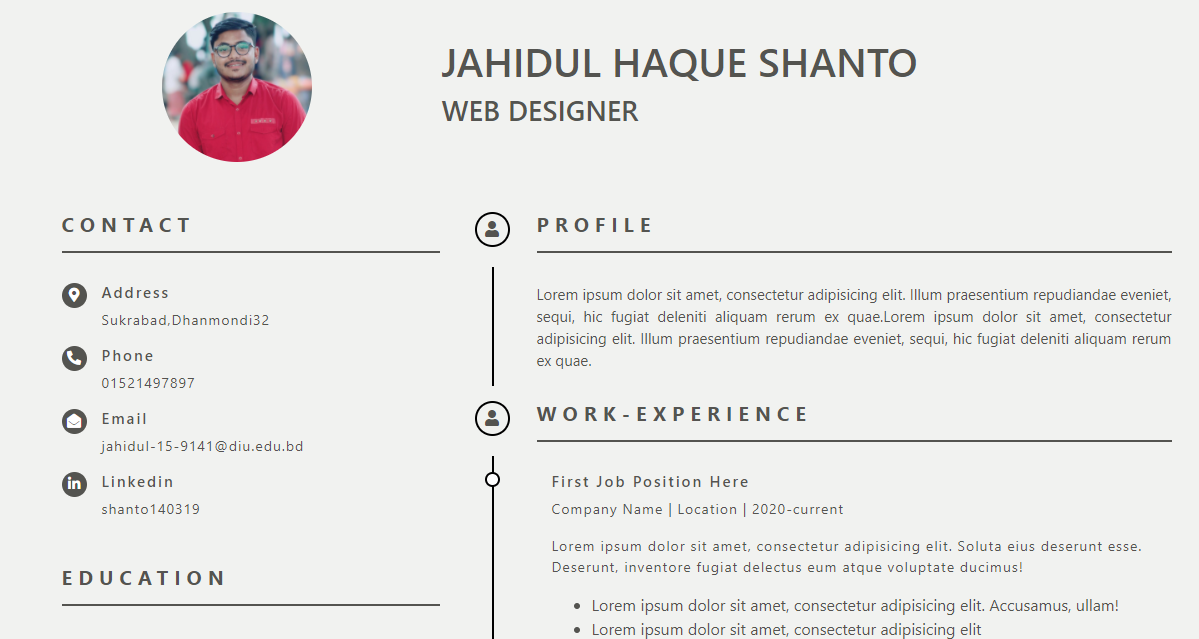 JAHIDUL HAQUE SHANTO
WEB DESIGNER
CONTACT
Address
Sukrabad,Dhanmondi32
Phone
01521497897
Email
jahidul-15-9141@diu.edu.bd
Linkedin
shanto140319
EDUCATION
PROFILE
Lorem ipsum dolor sit amet, consectetur adipisicing elit. Illum praesentium repudiandae eveniet,
sequi, hic fugiat deleniti aliquam rerum ex quae.Lorem ipsum dolor sit amet, consectetur
adipisicing elit. Illum praesentium repudiandae eveniet, sequi, hic fugiat deleniti aliquam rerum
ex quae.
WORK-EXPERIENCE
First Job Position Here
Company Name | Location | 2020-current
Lorem ipsum dolor sit amet, consectetur adipisicing elit. Soluta eius deserunt esse.
Deserunt, inventore fugiat delectus eum atque voluptate ducimus!
Lorem ipsum dolor sit amet, consectetur adipisicing elit. Accusamus, ullam!
Lorem ipsum dolor sit amet, consectetur adipisicing elit